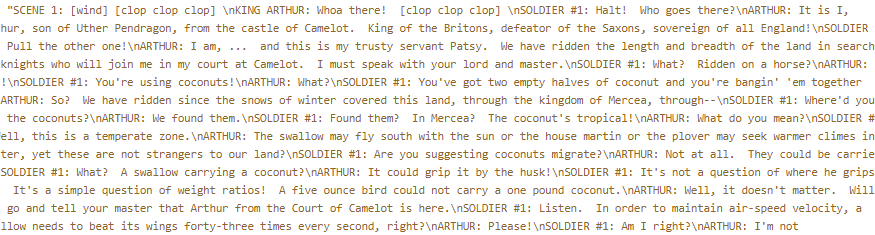 "SCENE 1: [wind] [clop clop clop] \nKING ARTHUR: Whoa there!  [clop clop clop] \nSOLDIER #1: Halt!  Who goes there?\nARTHUR: It is I,
hur, son of Uther Pendragon, from the castle of Camelot.  King of the Britons, defeator of the Saxons, sovereign of all England!\nSOLDIER
Pull the other one!\nARTHUR: I am, ...  and this is my trusty servant Patsy.  We have ridden the length and breadth of the land in search
knights who will join me in my court at Camelot.  I must speak with your lord and master.\nSOLDIER #1: What?  Ridden on a horse?\nARTHUR:
!\nSOLDIER #1: You're using coconuts!\nARTHUR: What?\nSOLDIER #1: You've got two empty halves of coconut and you're bangin' 'em together
ARTHUR: So?  We have ridden since the snows of winter covered this land, through the kingdom of Mercea, through--\nSOLDIER #1: Where'd you
the coconuts?\nARTHUR: We found them.\nSOLDIER #1: Found them?  In Mercea?  The coconut's tropical!\nARTHUR: What do you mean?\nSOLDIER #
ell, this is a temperate zone.\nARTHUR: The swallow may fly south with the sun or the house martin or the plover may seek warmer climes in
ter, yet these are not strangers to our land?\nSOLDIER #1: Are you suggesting coconuts migrate?\nARTHUR: Not at all.  They could be carrie
SOLDIER #1: What?  A swallow carrying a coconut?\nARTHUR: It could grip it by the husk!\nSOLDIER #1: It's not a question of where he grips
It's a simple question of weight ratios!  A five ounce bird could not carry a one pound coconut.\nARTHUR: Well, it doesn't matter.  Will
go and tell your master that Arthur from the Court of Camelot is here.\nSOLDIER #1: Listen.  In order to maintain air-speed velocity, a
llow needs to beat its wings forty-three times every second, right?\nARTHUR: Please!\nSOLDIER #1: Am I right?\nARTHUR: I'm not